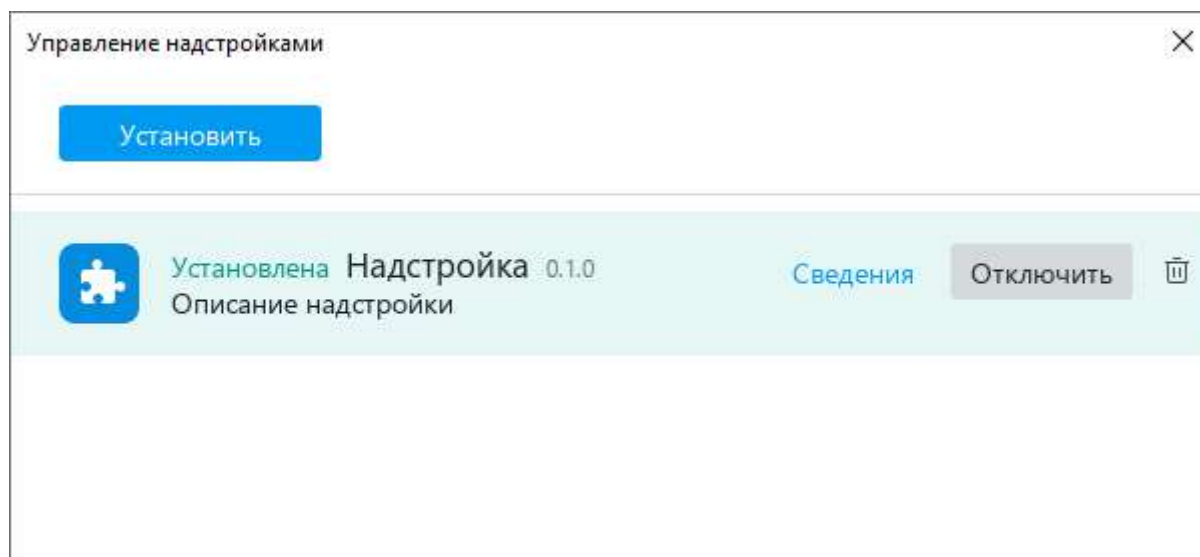 Управление надстройками
Установить
Установлена Надстройка 0.1.0 Сведения Отключить
Описание надстройки